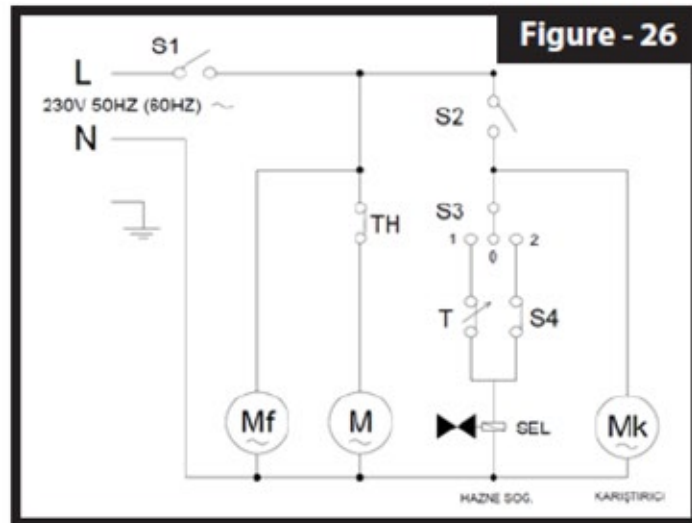 Figure - 26
S1
L
230V 50HZ (60HZ) ~
N
S2
S3
1 0 2
TH
T
S4
Mf
~
M
~
SEL
Mk
~
HAZNE SOĞ.
KARIŞTIRICI